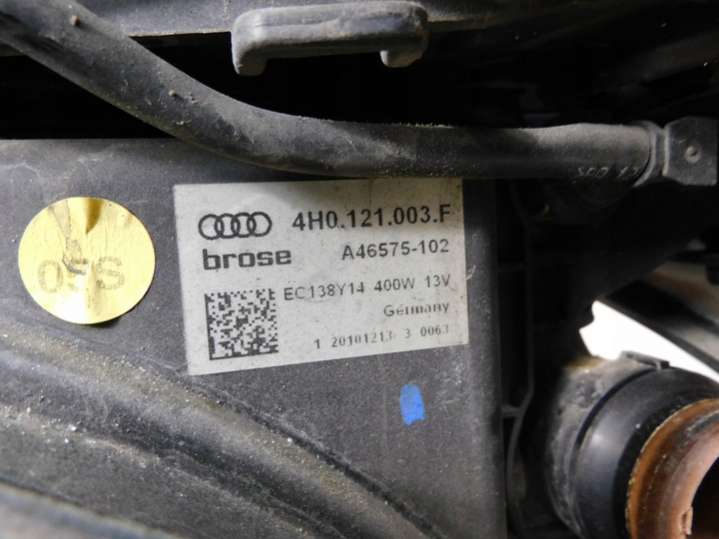 4H0.121.003.F
brose A46575-102
EC138Y14 400W 13V
Germany
1 20101213 3 0063